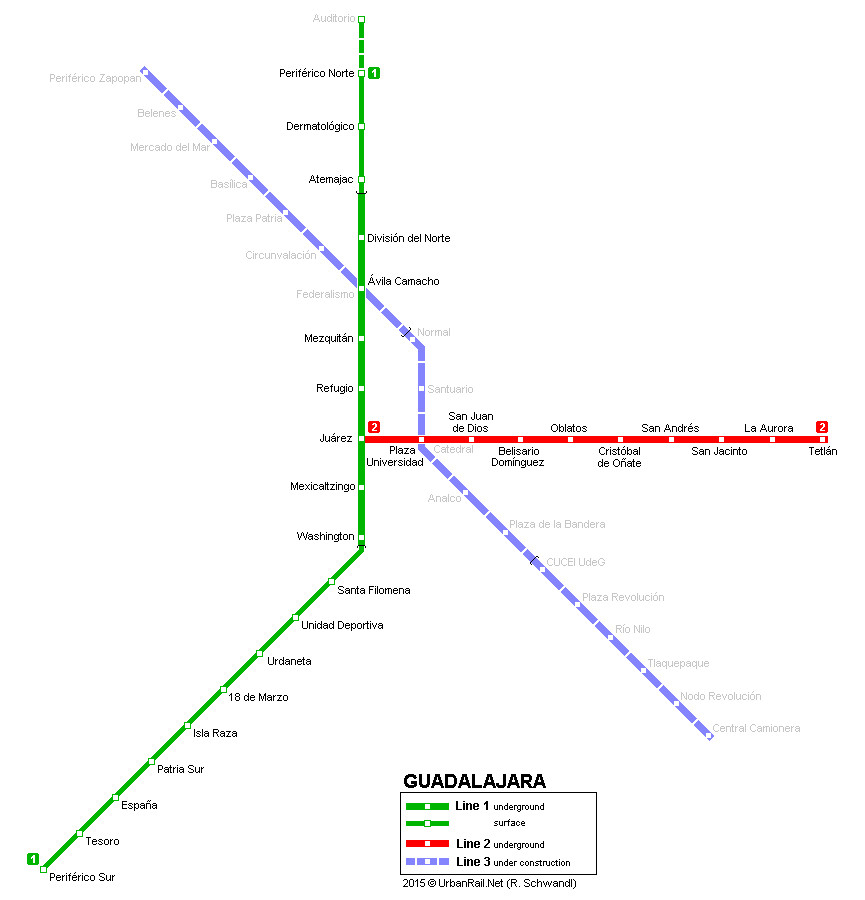 Auditorio
Periférico Norte
1
Periférico Zapopan
Belenes
Dermatológico
Mercado del Mar
Atemajac
Basílica
Plaza Patria
División del Norte
Circunvalación
Ávila Camacho
Federalismo
Normal
Mezquitán
Refugio
Santuario
San Juan
de Dios
2
Oblatos
San Andrés
La Aurora
2
Juárez
Plaza
Universidad
Catedral
Belisario
Domínguez
Cristóbal
de Oñate
San Jacinto
Tetlán
Mexicaltzingo
Analco
Plaza de la Bandera
Washington
CUCEI UdeG
Santa Filomena
Plaza Revolución
Unidad Deportiva
Río Nilo
Urdaneta
Tlaquepaque
18 de Marzo
Nodo Revolución
Isla Raza
Central Camionera
Patria Sur
España
Tesoro
1
Periférico Sur
GUADALAJARA
Line 1 underground
surface
Line 2 underground
Line 3 under construction
2015 © UrbanRail.Net (R. Schwandl)